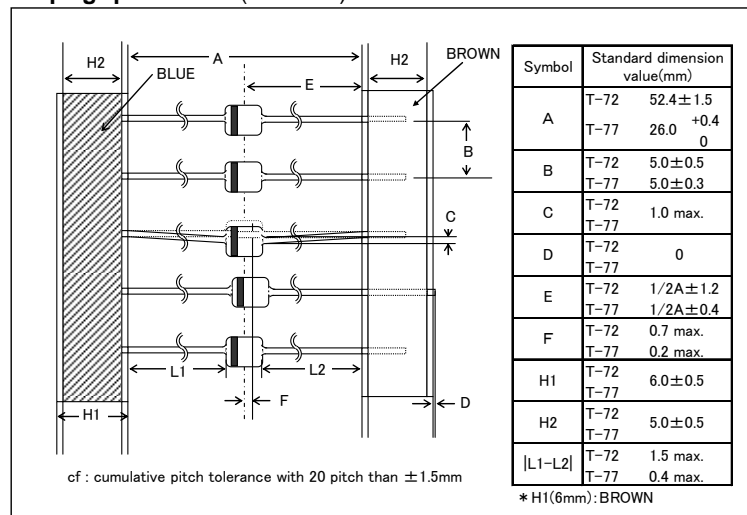 H2
A
H2
BROWN
BLUE
E
B
C
L1
L2
F
H1
D
cf : cumulative pitch tolerance with 20 pitch than ±1.5mm
Symbol Standard dimension value(mm)
A T-72 52.4±1.5
T-77 26.0 +0.4 0
B T-72 5.0±0.5
T-77 5.0±0.3
C T-72 1.0 max.
T-77
D T-72 0
T-77
E T-72 1/2A±1.2
T-77 1/2A±0.4
F T-72 0.7 max.
T-77 0.2 max.
H1 T-72 6.0±0.5
T-77
H2 T-72 5.0±0.5
T-77
|L1-L2| T-72 1.5 max.
T-77 0.4 max.
* H1(6mm):BROWN